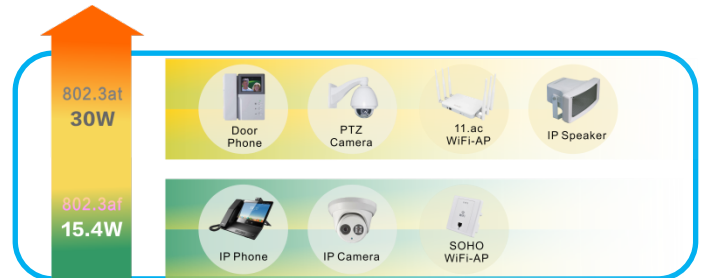 802.3at
30W
Door
Phone
PTZ
Camera
11.ac
WiFi-AP
IP Speaker
802.3af
15.4W
IP Phone
IP Camera
SOHO
WiFi-AP